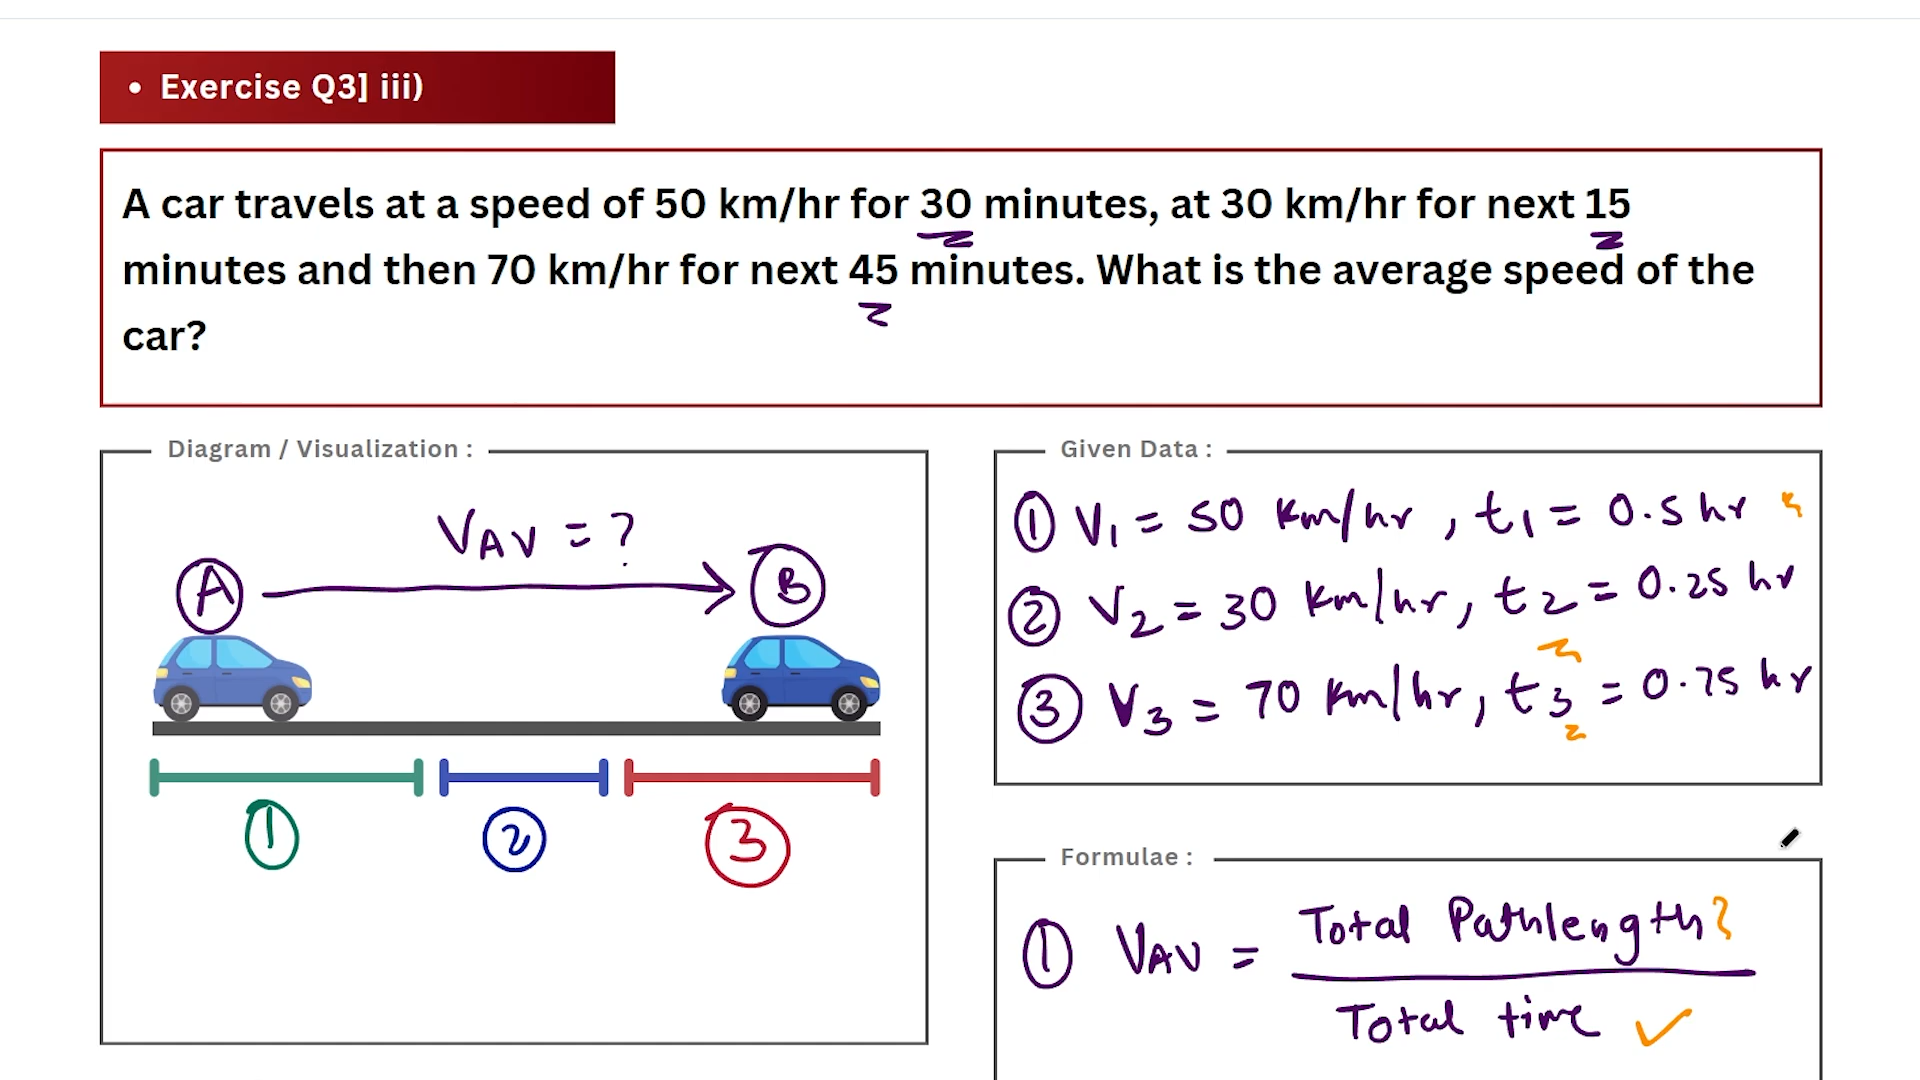 • Exercise Q3] iii)
A car travels at a speed of 50 km/hr for 30 minutes, at 30 km/hr for next 15
minutes and then 70 km/hr for next 45 minutes. What is the average speed of the
car?
Diagram / Visualization :
VAV = ?
A
B
1
2
3
Given Data :
① V1 = 50 Km/hr , t1 = 0.5 hr
② V2 = 30 Km/hr, t2 = 0.25 hr
③ V3 = 70 Km/hr, t3 = 0.75 hr
Formulae :
① VAV = Total Pathlength?
Total time ✓